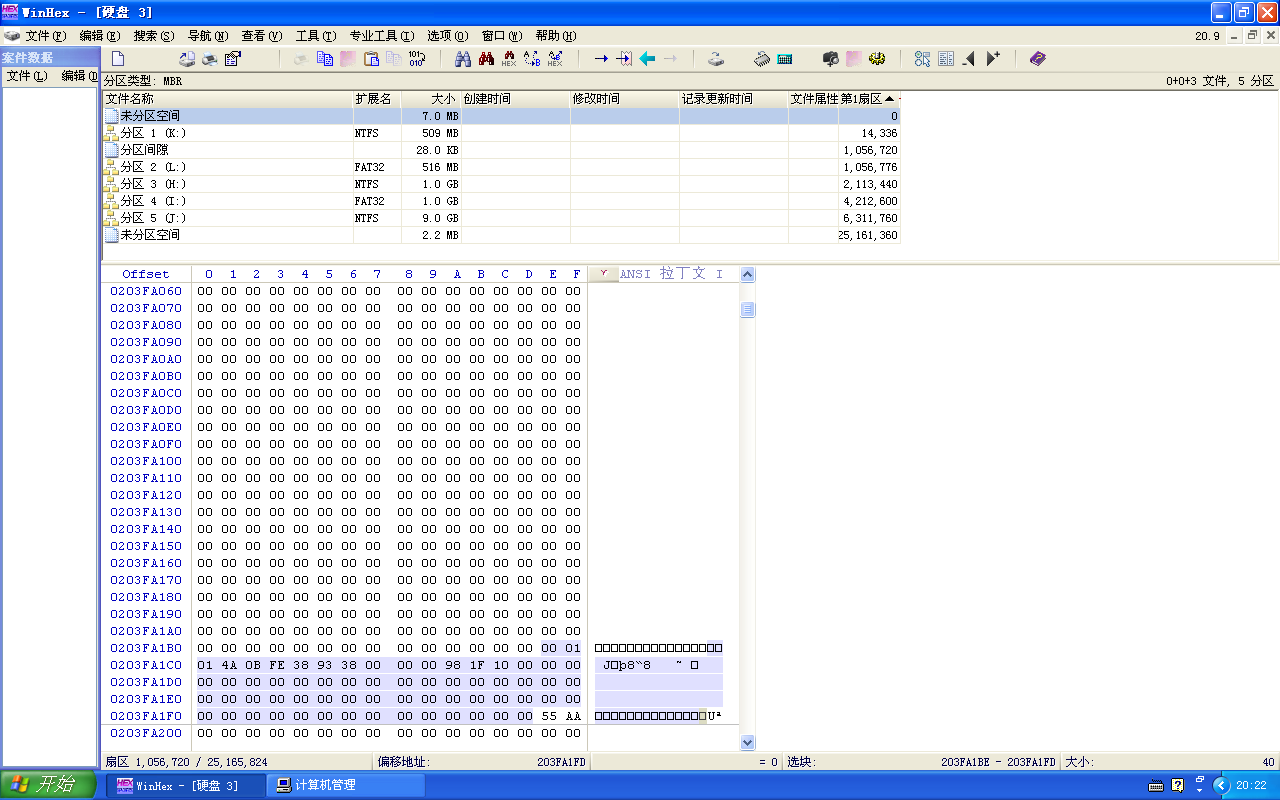 WinHex - [硬盘 3]
文件(F) 编辑(E) 搜索(S) 导航(N) 查看(V) 工具(T) 专业工具(I) 选项(O) 窗口(W) 帮助(H) 20.9
案件数据
文件(L) 编辑(D
分区类型: MBR 0+0+3 文件, 5 分区
文件名称 扩展名 大小 创建时间 修改时间 记录更新时间 文件属性 第1扇区
未分区空间 7.0 MB 0
分区 1 (K:) NTFS 509 MB 14,336
分区间隙 28.0 KB 1,056,720
分区 2 (L:) FAT32 516 MB 1,056,776
分区 3 (H:) NTFS 1.0 GB 2,113,440
分区 4 (I:) FAT32 1.0 GB 4,212,600
分区 5 (J:) NTFS 9.0 GB 6,311,760
未分区空间 2.2 MB 25,161,360
Offset 0 1 2 3 4 5 6 7 8 9 A B C D E F ANSI 拉丁文 I
0203FA060 00 00 00 00 00 00 00 00 00 00 00 00 00 00 00 00
0203FA070 00 00 00 00 00 00 00 00 00 00 00 00 00 00 00 00
0203FA080 00 00 00 00 00 00 00 00 00 00 00 00 00 00 00 00
0203FA090 00 00 00 00 00 00 00 00 00 00 00 00 00 00 00 00
0203FA0A0 00 00 00 00 00 00 00 00 00 00 00 00 00 00 00 00
0203FA0B0 00 00 00 00 00 00 00 00 00 00 00 00 00 00 00 00
0203FA0C0 00 00 00 00 00 00 00 00 00 00 00 00 00 00 00 00
0203FA0D0 00 00 00 00 00 00 00 00 00 00 00 00 00 00 00 00
0203FA0E0 00 00 00 00 00 00 00 00 00 00 00 00 00 00 00 00
0203FA0F0 00 00 00 00 00 00 00 00 00 00 00 00 00 00 00 00
0203FA100 00 00 00 00 00 00 00 00 00 00 00 00 00 00 00 00
0203FA110 00 00 00 00 00 00 00 00 00 00 00 00 00 00 00 00
0203FA120 00 00 00 00 00 00 00 00 00 00 00 00 00 00 00 00
0203FA130 00 00 00 00 00 00 00 00 00 00 00 00 00 00 00 00
0203FA140 00 00 00 00 00 00 00 00 00 00 00 00 00 00 00 00
0203FA150 00 00 00 00 00 00 00 00 00 00 00 00 00 00 00 00
0203FA160 00 00 00 00 00 00 00 00 00 00 00 00 00 00 00 00
0203FA170 00 00 00 00 00 00 00 00 00 00 00 00 00 00 00 00
0203FA180 00 00 00 00 00 00 00 00 00 00 00 00 00 00 00 00
0203FA190 00 00 00 00 00 00 00 00 00 00 00 00 00 00 00 00
0203FA1A0 00 00 00 00 00 00 00 00 00 00 00 00 00 00 00 00
0203FA1B0 00 00 00 00 00 00 00 00 00 00 00 00 00 00 00 01 □□□□□□□□□□□□□□□□
0203FA1C0 01 4A 0B FE 38 93 38 00 00 00 98 1F 10 00 00 00 J□þ8“8 ˜ □
0203FA1D0 00 00 00 00 00 00 00 00 00 00 00 00 00 00 00 00
0203FA1E0 00 00 00 00 00 00 00 00 00 00 00 00 00 00 00 00
0203FA1F0 00 00 00 00 00 00 00 00 00 00 00 00 00 00 55 AA □□□□□□□□□□□□□□Uª
0203FA200 00 00 00 00 00 00 00 00 00 00 00 00 00 00 00 00
扇区 1,056,720 / 25,165,824 偏移地址: 203FA1FD = 0 选块: 203FA1BE - 203FA1FD 大小: 40
开始 WinHex - [硬盘 3] 计算机管理 20:22